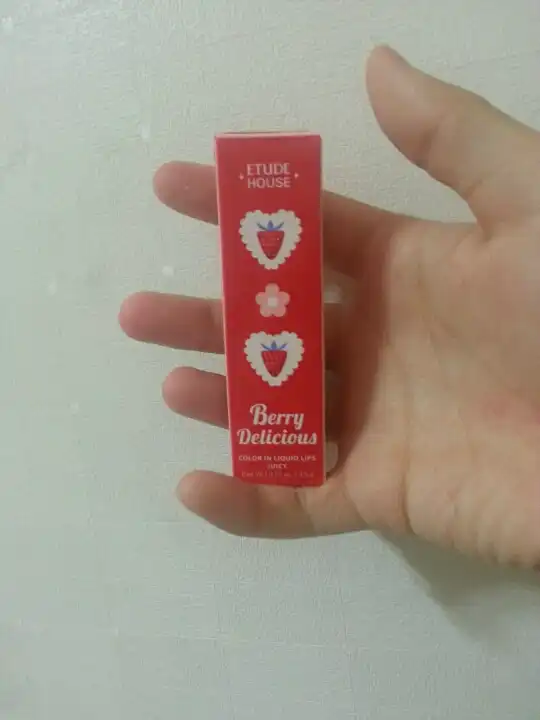 ETUDE
HOUSE
Berry
Delicious
COLOR IN LIQUID LIPS
JUICY